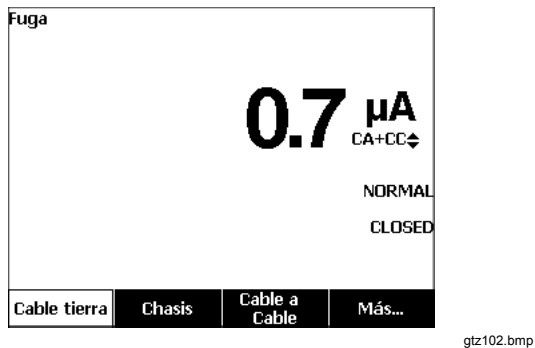 Fuga
0.7 µA
CA+CC
NORMAL
CLOSED
Cable tierra
Chasis
Cable a
Cable
Más...
gtz102.bmp